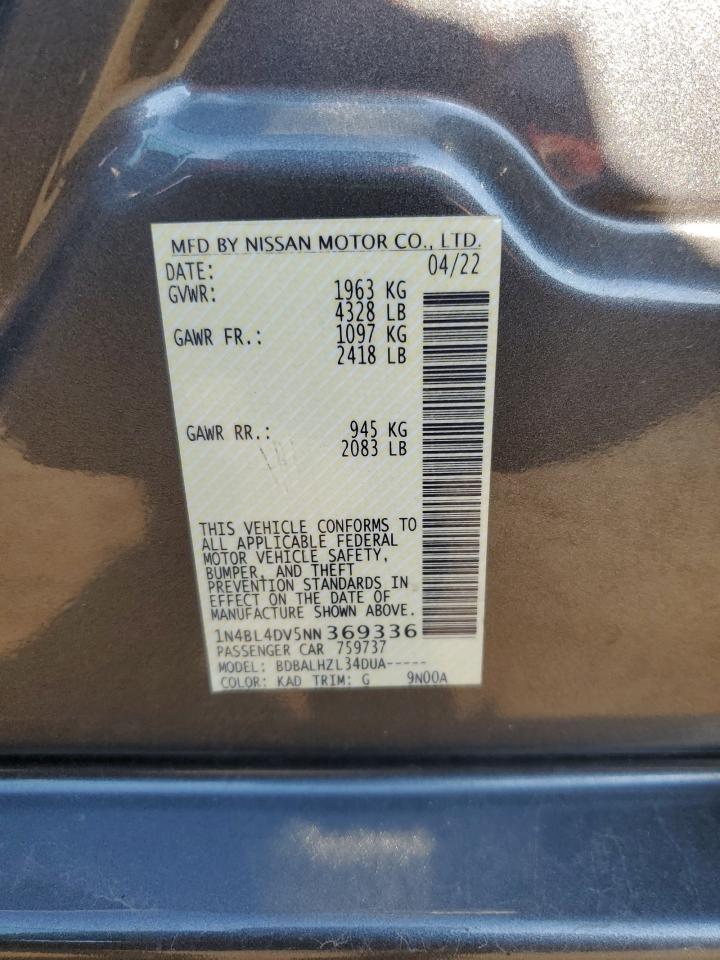 MFD BY NISSAN MOTOR CO., LTD.
DATE: 04/22
GVWR: 1963 KG
4328 LB
GAWR FR.: 1097 KG
2418 LB
GAWR RR.: 945 KG
2083 LB
THIS VEHICLE CONFORMS TO
ALL APPLICABLE FEDERAL
MOTOR VEHICLE SAFETY,
BUMPER, AND THEFT
PREVENTION STANDARDS IN
EFFECT ON THE DATE OF
MANUFACTURE SHOWN ABOVE.
1N4BL4DV5NN369336
PASSENGER CAR 759737
MODEL: BDBALHZL34DUA-----
COLOR: KAD TRIM: G 9N00A